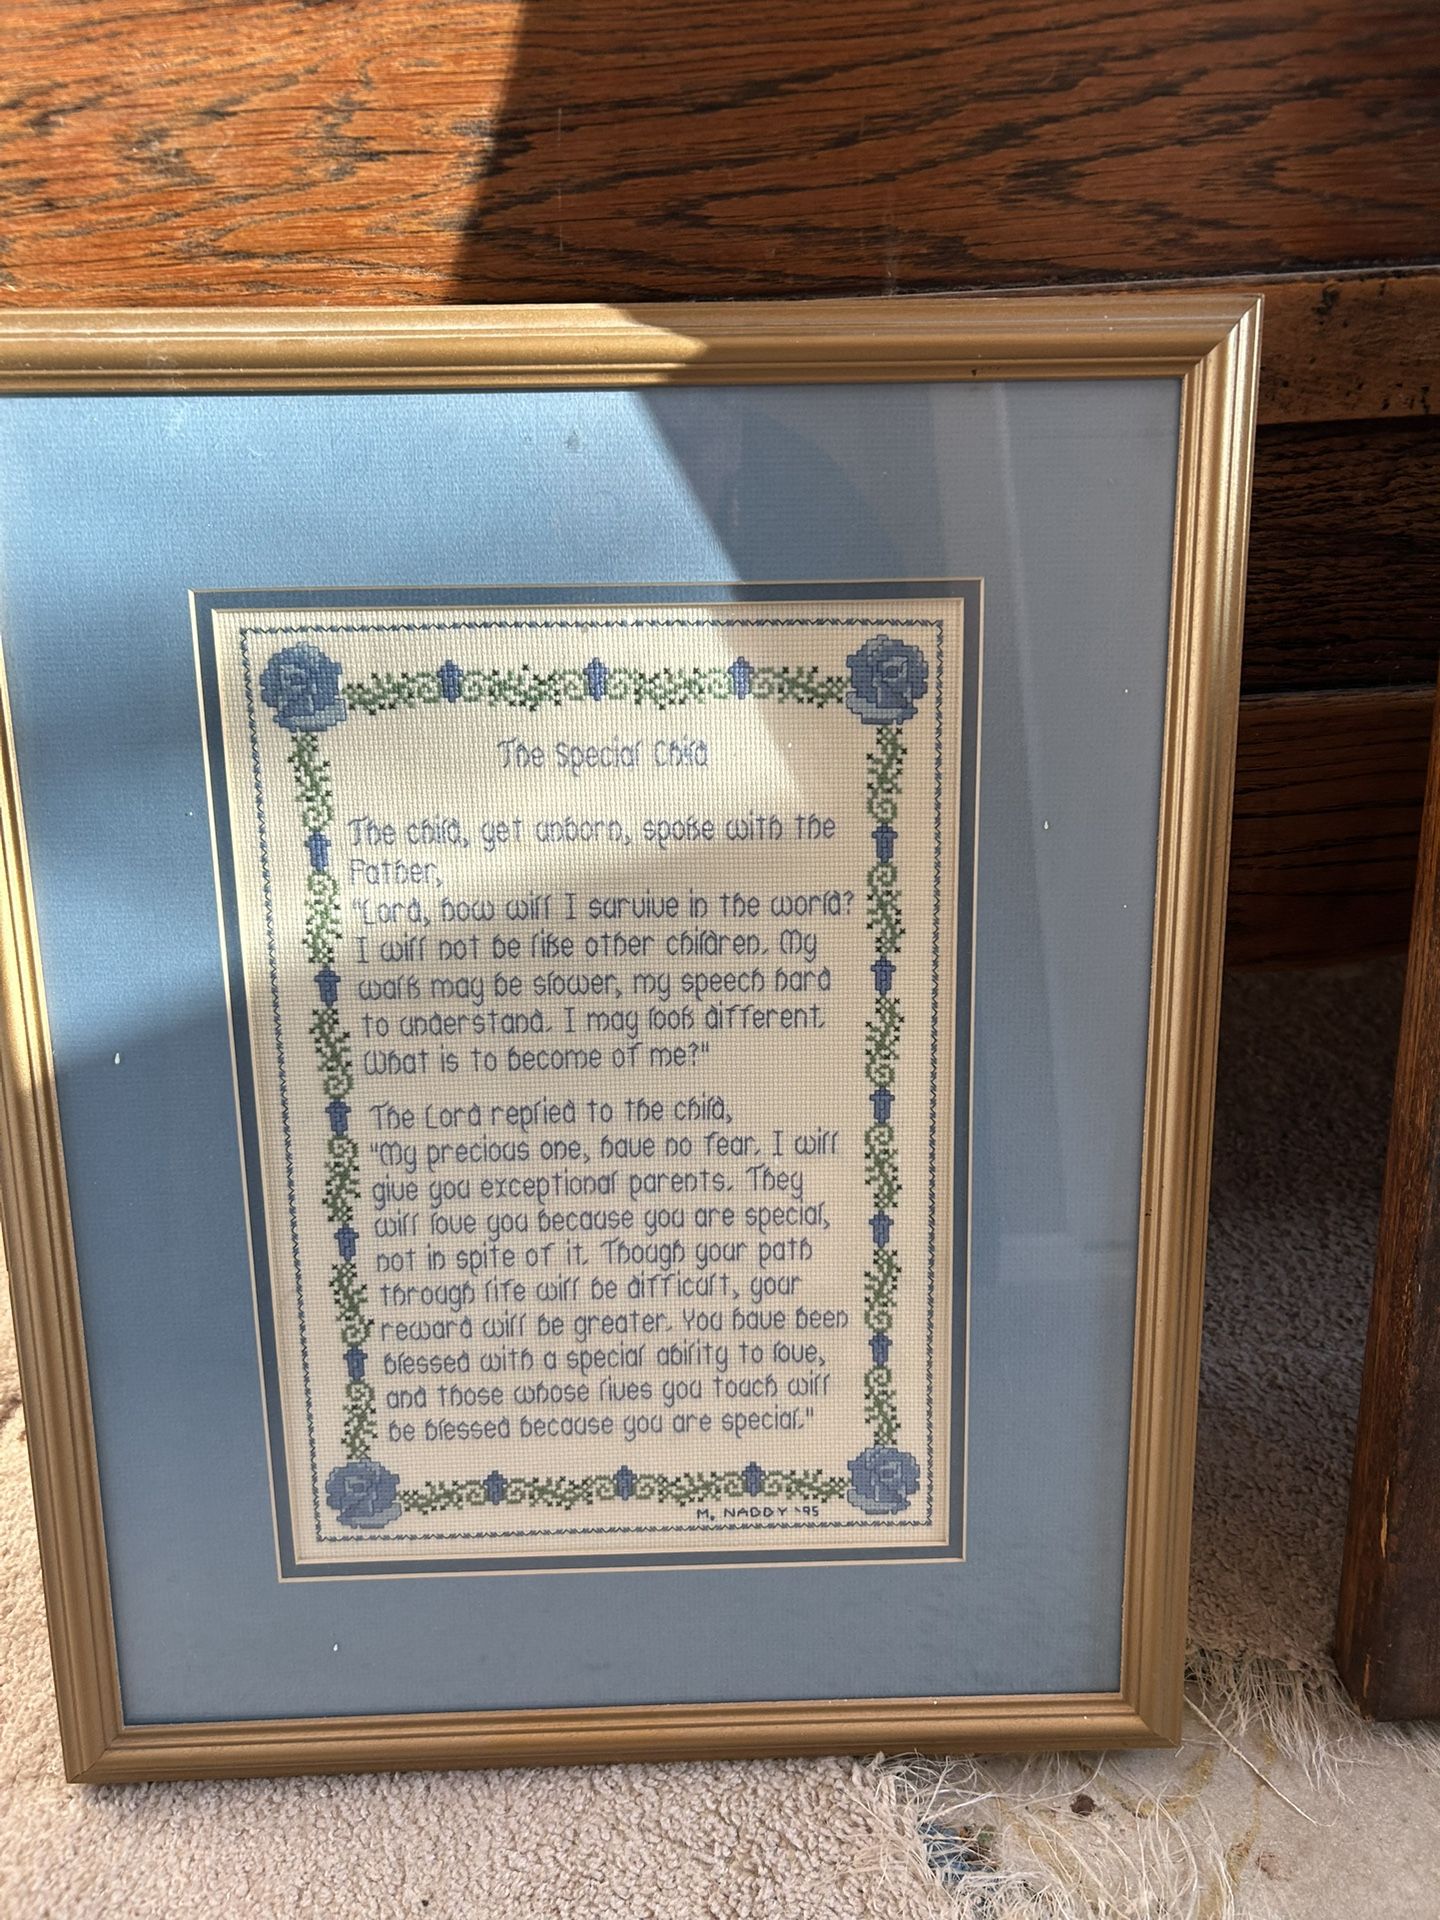 The Special Child
The child, yet unborn, spoke with the
Father,
"Lord, how will I survive in the world?
I will not be like other children. My
walk may be slower, my speech hard
to understand. I may look different.
What is to become of me?"
The Lord replied to the child,
"My precious one, have no fear. I will
give you exceptional parents. They
will love you because you are special,
not in spite of it. Though your path
through life will be difficult, your
reward will be greater. You have been
blessed with a special ability to love,
and those whose lives you touch will
be blessed because you are special."
M. NADDY '95